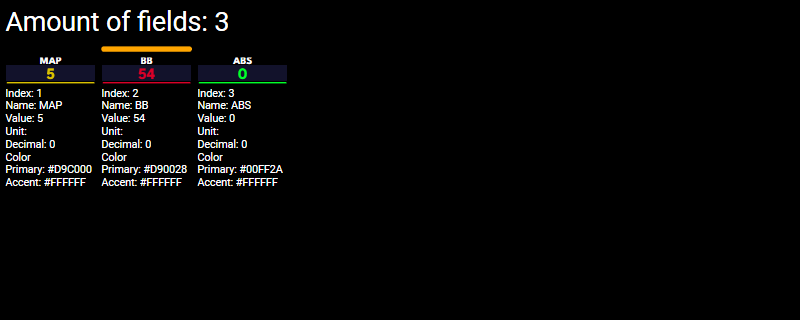 Amount of fields: 3
MAP BB ABS
5 54 0
Index: 1 Index: 2 Index: 3
Name: MAP Name: BB Name: ABS
Value: 5 Value: 54 Value: 0
Unit: Unit: Unit:
Decimal: 0 Decimal: 0 Decimal: 0
Color Color Color
Primary: #D9C000 Primary: #D90028 Primary: #00FF2A
Accent: #FFFFFF Accent: #FFFFFF Accent: #FFFFFF